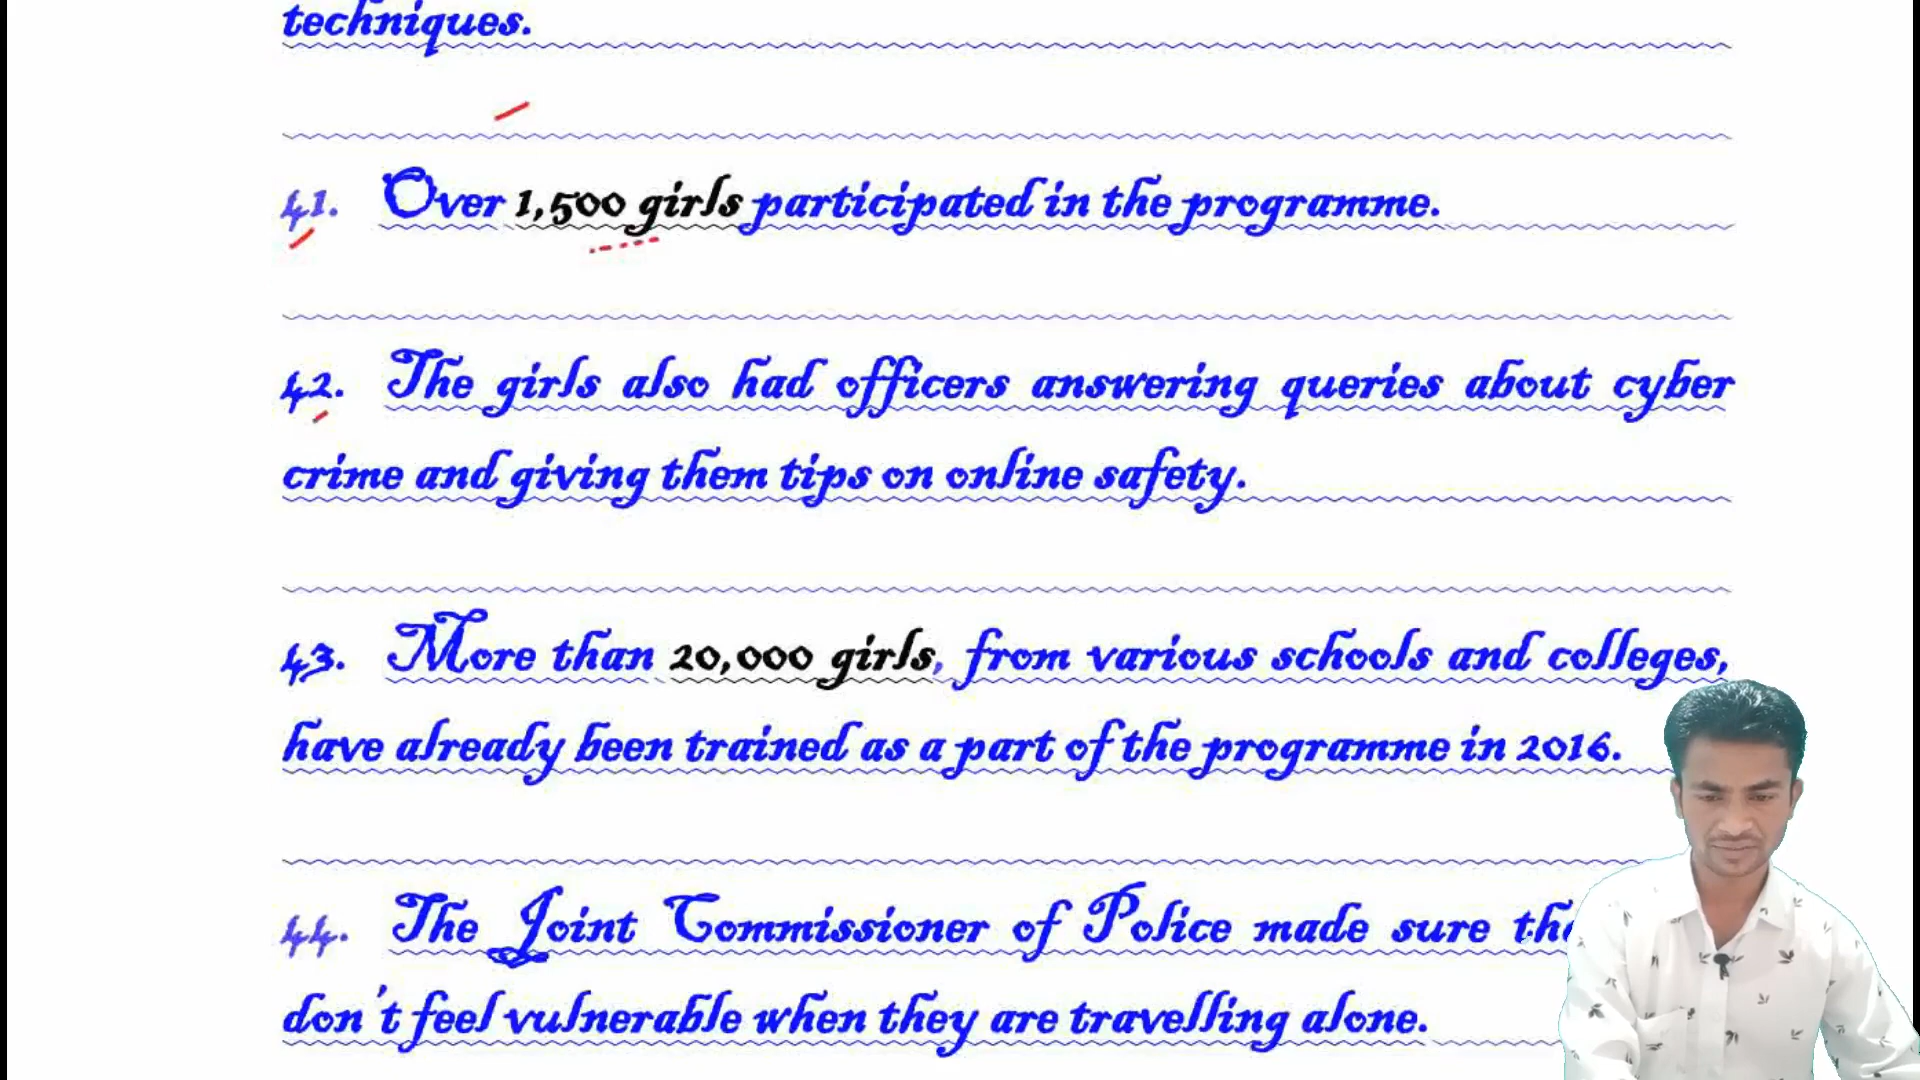 techniques.
41. Over 1,500 girls participated in the programme.
42. The girls also had officers answering queries about cyber
crime and giving them tips on online safety.
43. More than 20,000 girls, from various schools and colleges,
have already been trained as a part of the programme in 2016.
44. The Joint Commissioner of Police made sure
don't feel vulnerable when they are travelling alone.